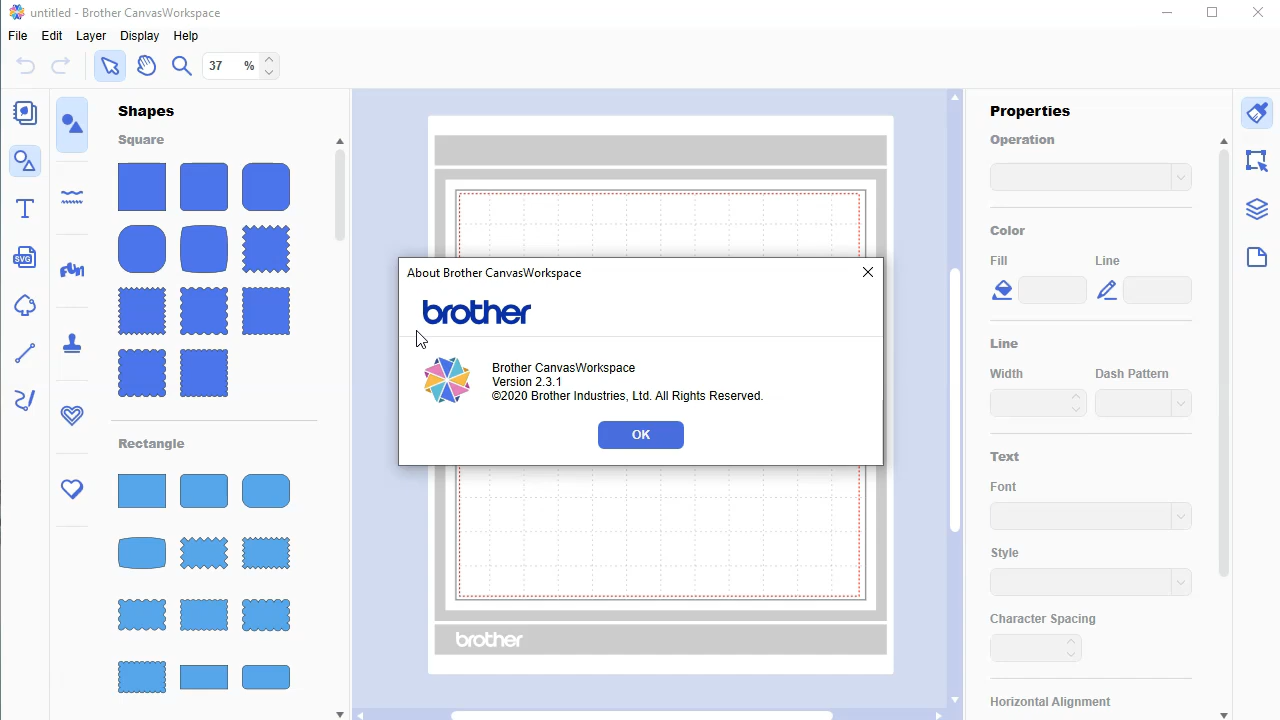 untitled - Brother CanvasWorkspace
File Edit Layer Display Help
37 %
Shapes
Square
Rectangle
SVG
fun
About Brother CanvasWorkspace
brother
Brother CanvasWorkspace
Version 2.3.1
©2020 Brother Industries, Ltd. All Rights Reserved.
OK
brother
Properties
Operation
Color
Fill Line
Line
Width Dash Pattern
Text
Font
Style
Character Spacing
Horizontal Alignment